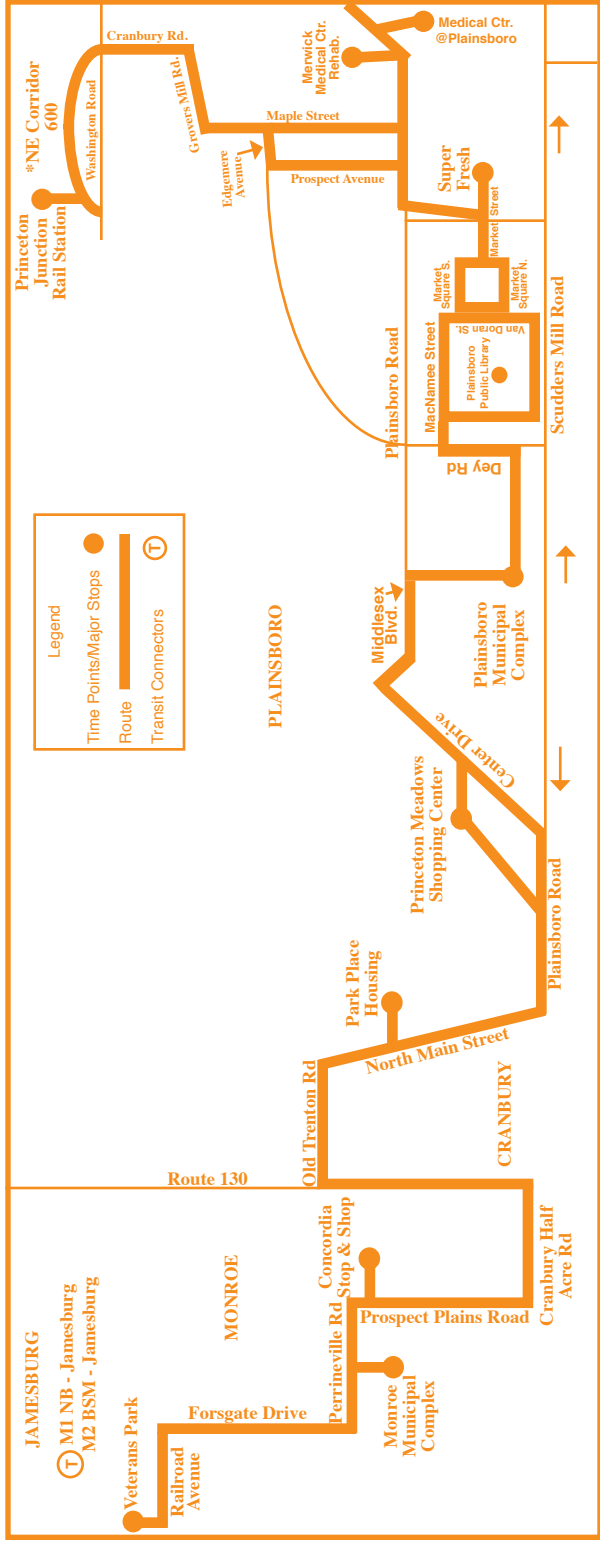 JAMESBURG
T
M1 NB - Jamesburg
M2 BSM - Jamesburg
Veterans Park
Railroad
Avenue
Forsgate Drive
MONROE
Monroe
Municipal
Complex
Perrineville Rd
Concordia
Stop & Shop
Prospect Plains Road
Cranbury Half
Acre Rd
Route 130
Old Trenton Rd
CRANBURY
North Main Street
Park Place
Housing
Plainsboro Road
Princeton Meadows
Shopping Center
Center Drive
Legend
Time Points/Major Stops
Route
Transit Connectors
T
PLAINSBORO
Middlesex
Blvd.
Plainsboro
Municipal
Complex
Dey Rd
Plainsboro Road
MacNamee Street
Plainsboro
Public Library
Van Doran St.
Scudders Mill Road
Market
Square S.
Market
Square N.
Market Street
Super
Fresh
Prospect Avenue
Edgemere
Avenue
Maple Street
Grovers Mill Rd.
Cranbury Rd.
Merwick
Medical Ctr.
Rehab.
Medical Ctr.
@Plainsboro
Princeton
Junction
Rail Station
*NE Corridor
600
Washington Road